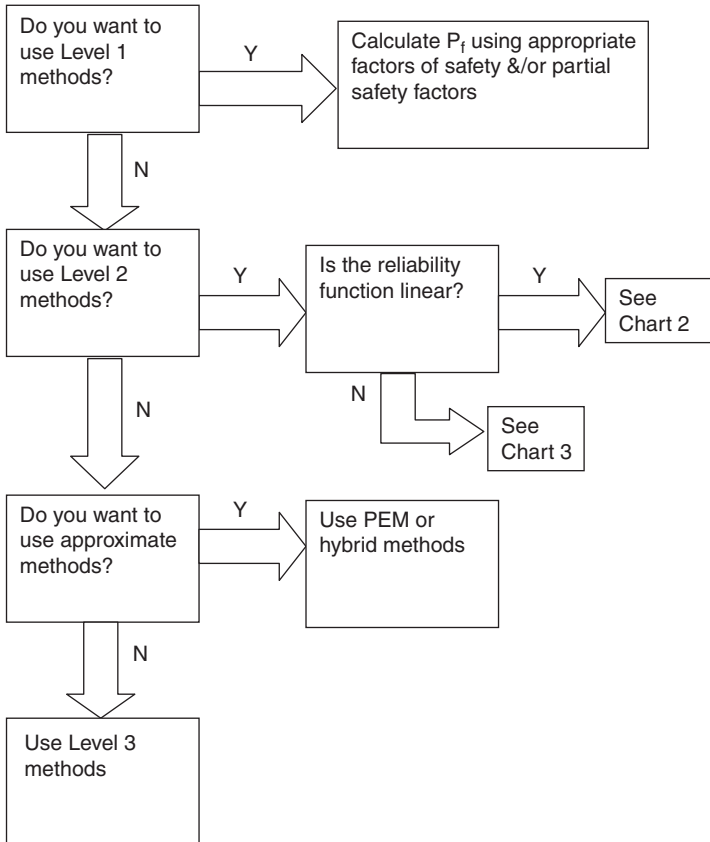 Do you want to
use Level 1
methods?
Y
Calculate Pf using appropriate
factors of safety &/or partial
safety factors
N
Do you want to
use Level 2
methods?
Y
Is the reliability
function linear?
Y
See
Chart 2
N
N
See
Chart 3
Do you want to
use approximate
methods?
Y
Use PEM or
hybrid methods
N
Use Level 3
methods